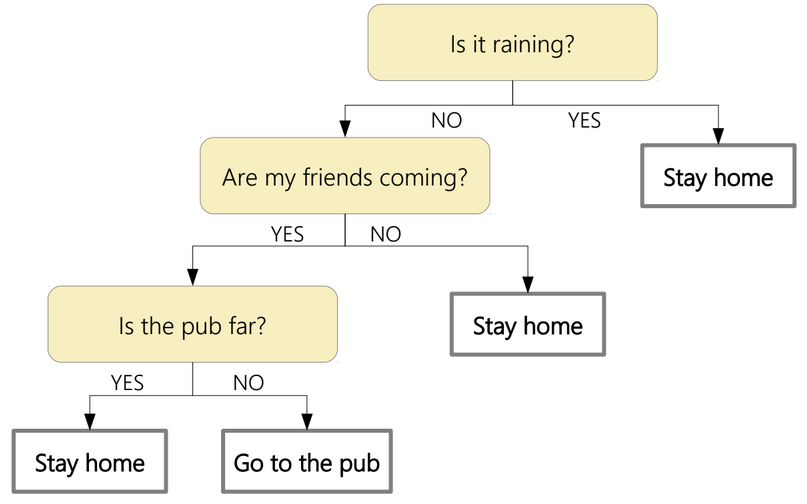 Is it raining?
NO
YES
Are my friends coming?
Stay home
YES
NO
Is the pub far?
Stay home
YES
NO
Stay home
Go to the pub